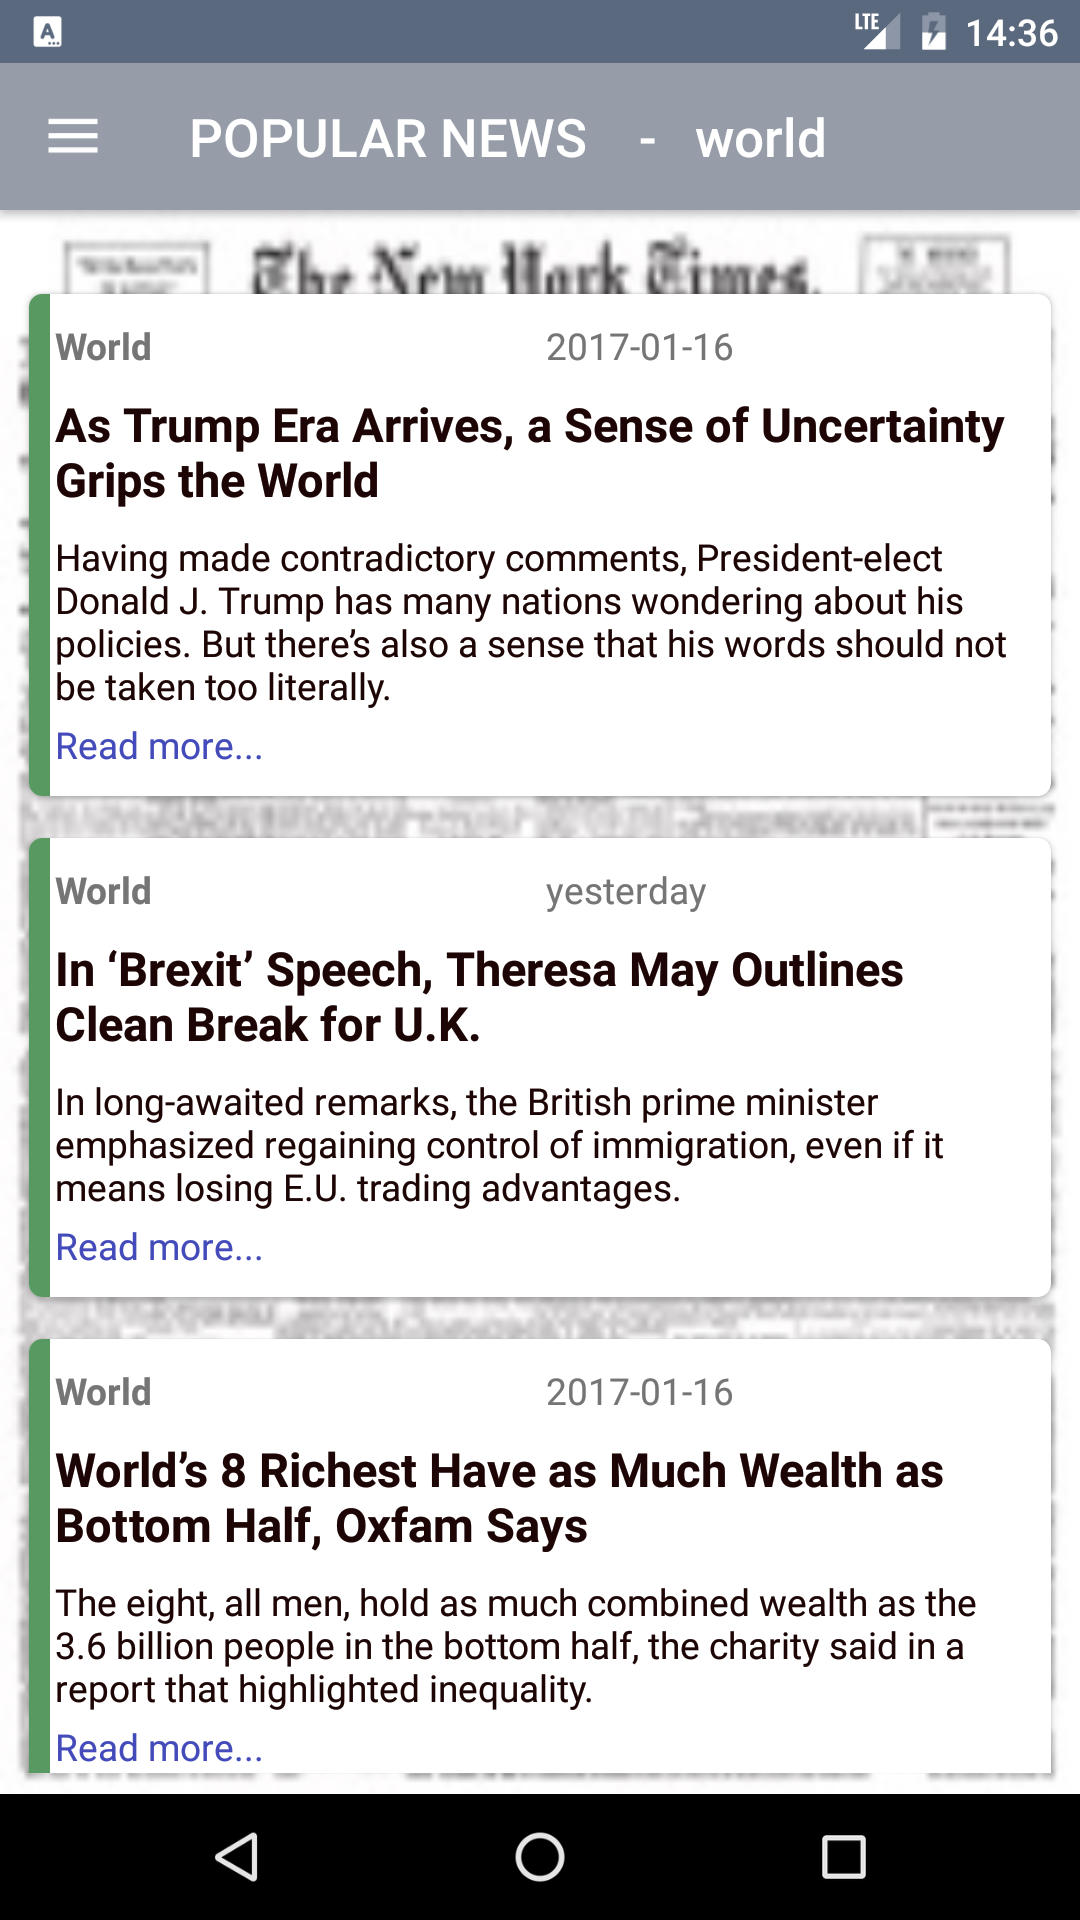 LTE 14:36
POPULAR NEWS - world
The New York Times.
World 2017-01-16
As Trump Era Arrives, a Sense of Uncertainty
Grips the World
Having made contradictory comments, President-elect
Donald J. Trump has many nations wondering about his
policies. But there’s also a sense that his words should not
be taken too literally.
Read more...
World yesterday
In ‘Brexit’ Speech, Theresa May Outlines
Clean Break for U.K.
In long-awaited remarks, the British prime minister
emphasized regaining control of immigration, even if it
means losing E.U. trading advantages.
Read more...
World 2017-01-16
World’s 8 Richest Have as Much Wealth as
Bottom Half, Oxfam Says
The eight, all men, hold as much combined wealth as the
3.6 billion people in the bottom half, the charity said in a
report that highlighted inequality.
Read more...